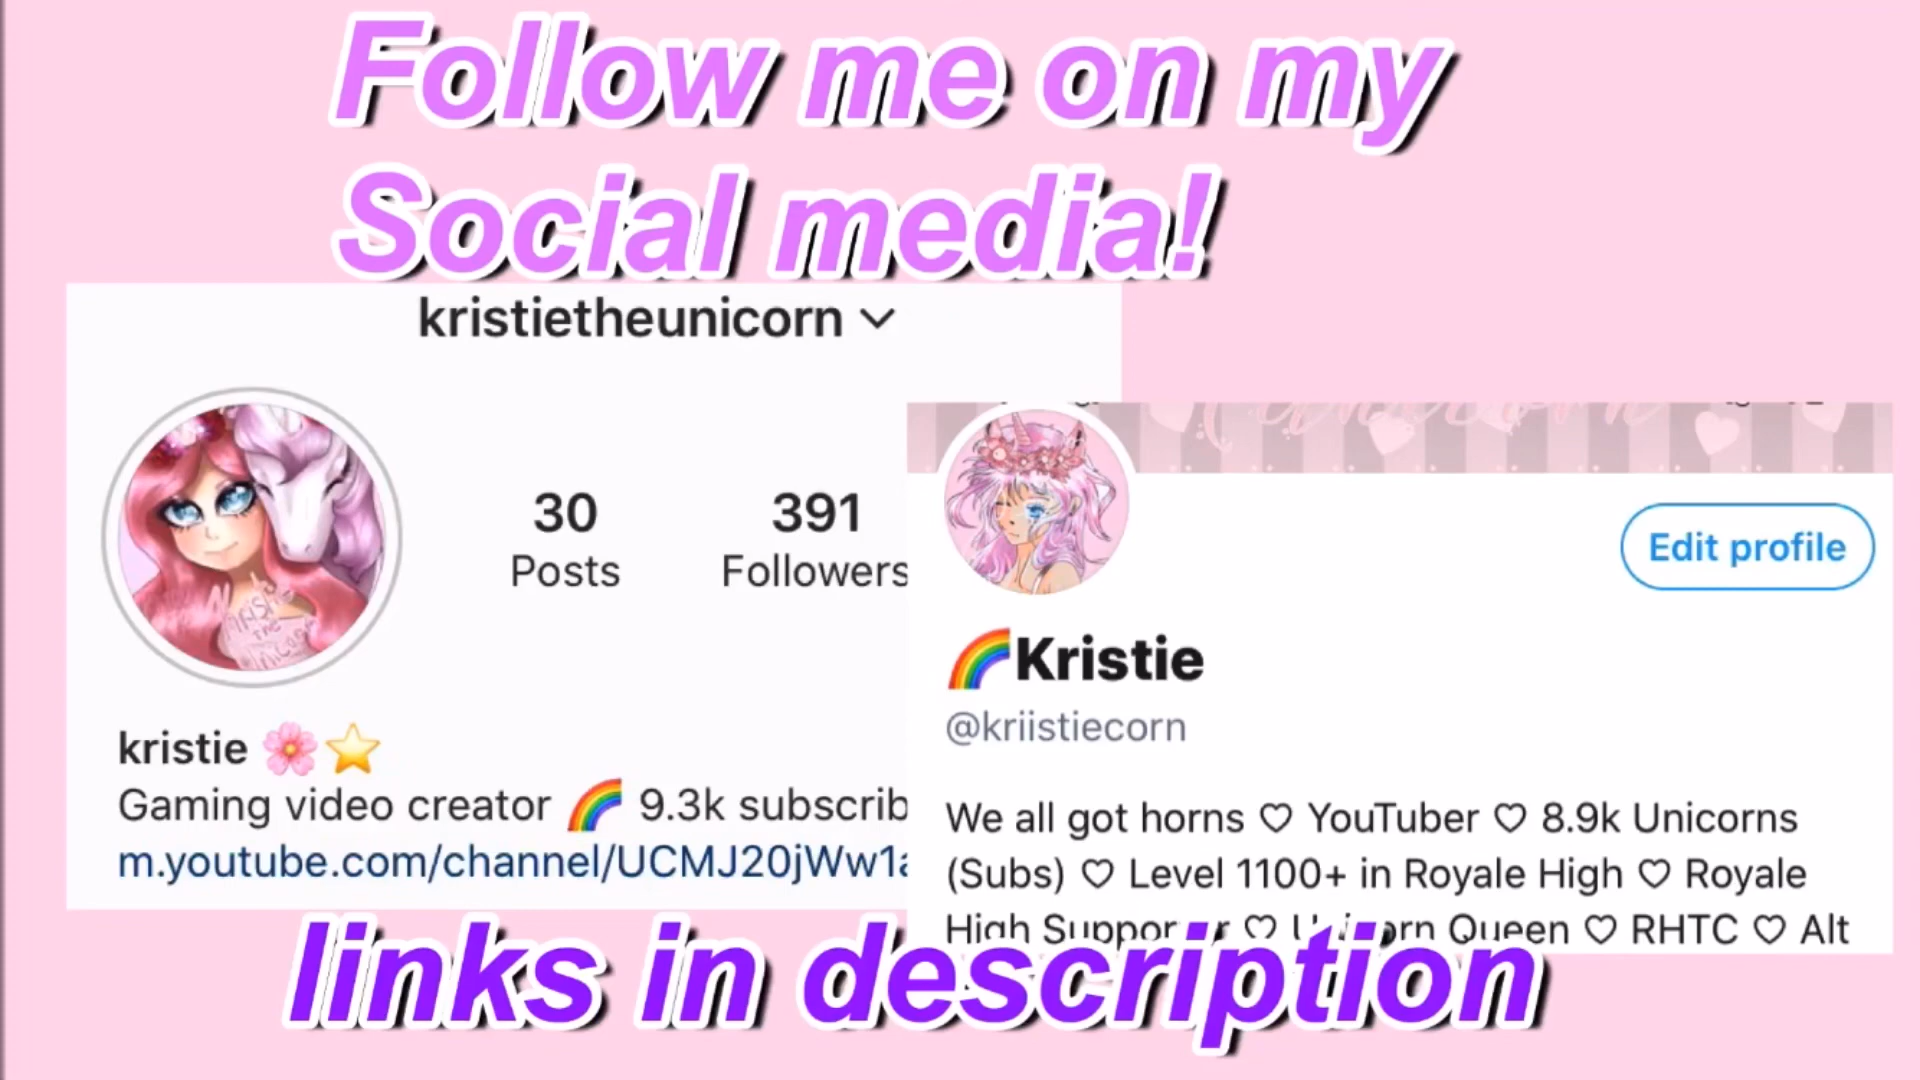 Follow me on my
Social media!
kristietheunicorn
30
Posts
391
Followers
kristie 🌸⭐
Gaming video creator 🌈 9.3k subscrib
m.youtube.com/channel/UCMJ20jWw1a
Edit profile
🌈Kristie
@kriistiecorn
We all got horns ♡ YouTuber ♡ 8.9k Unicorns
(Subs) ♡ Level 1100+ in Royale High ♡ Royale
High Supporter ♡ Unicorn Queen ♡ RHTC ♡ Alt
links in description